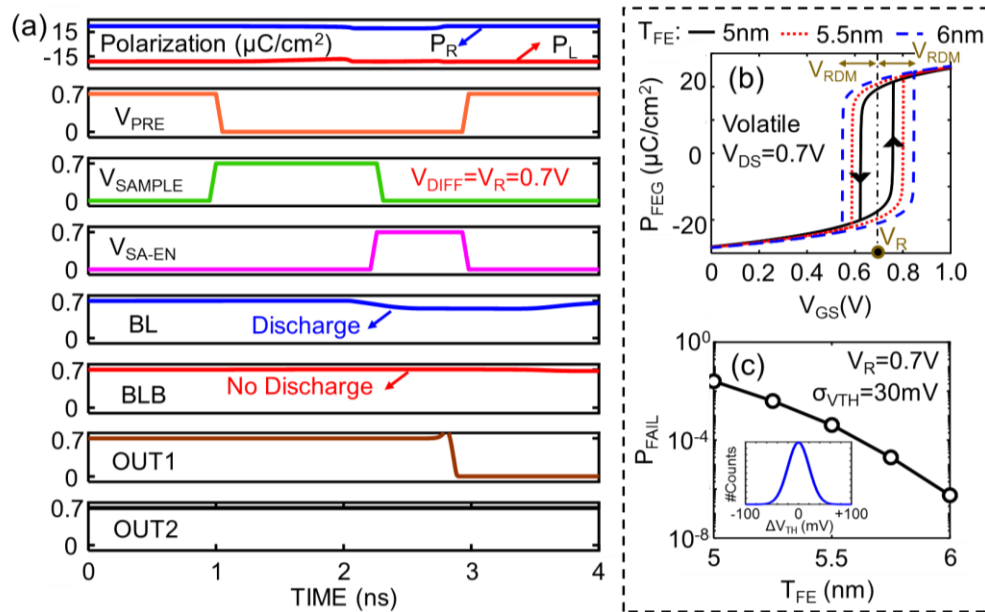 (a)
15
-15
Polarization (μC/cm²)
P_R
P_L
0.7
0
V_PRE
0.7
0
V_SAMPLE
V_DIFF=V_R=0.7V
0.7
0
V_SA-EN
0.7
0
BL
Discharge
0.7
0
BLB
No Discharge
0.7
0
OUT1
0.7
0
OUT2
0 1 2 3 4
TIME (ns)
T_FE: 5nm 5.5nm 6nm
V_RDM V_RDM
(b)
Volatile
V_DS=0.7V
P_FEG (μC/cm²)
20
0
-20
V_R
0 0.2 0.4 0.6 0.8 1.0
V_GS(V)
(c)
V_R=0.7V
σ_VTH=30mV
P_FAIL
10⁰
10⁻⁴
10⁻⁸
#Counts
-100 0 +100
ΔV_TH (mV)
5 5.5 6
T_FE (nm)